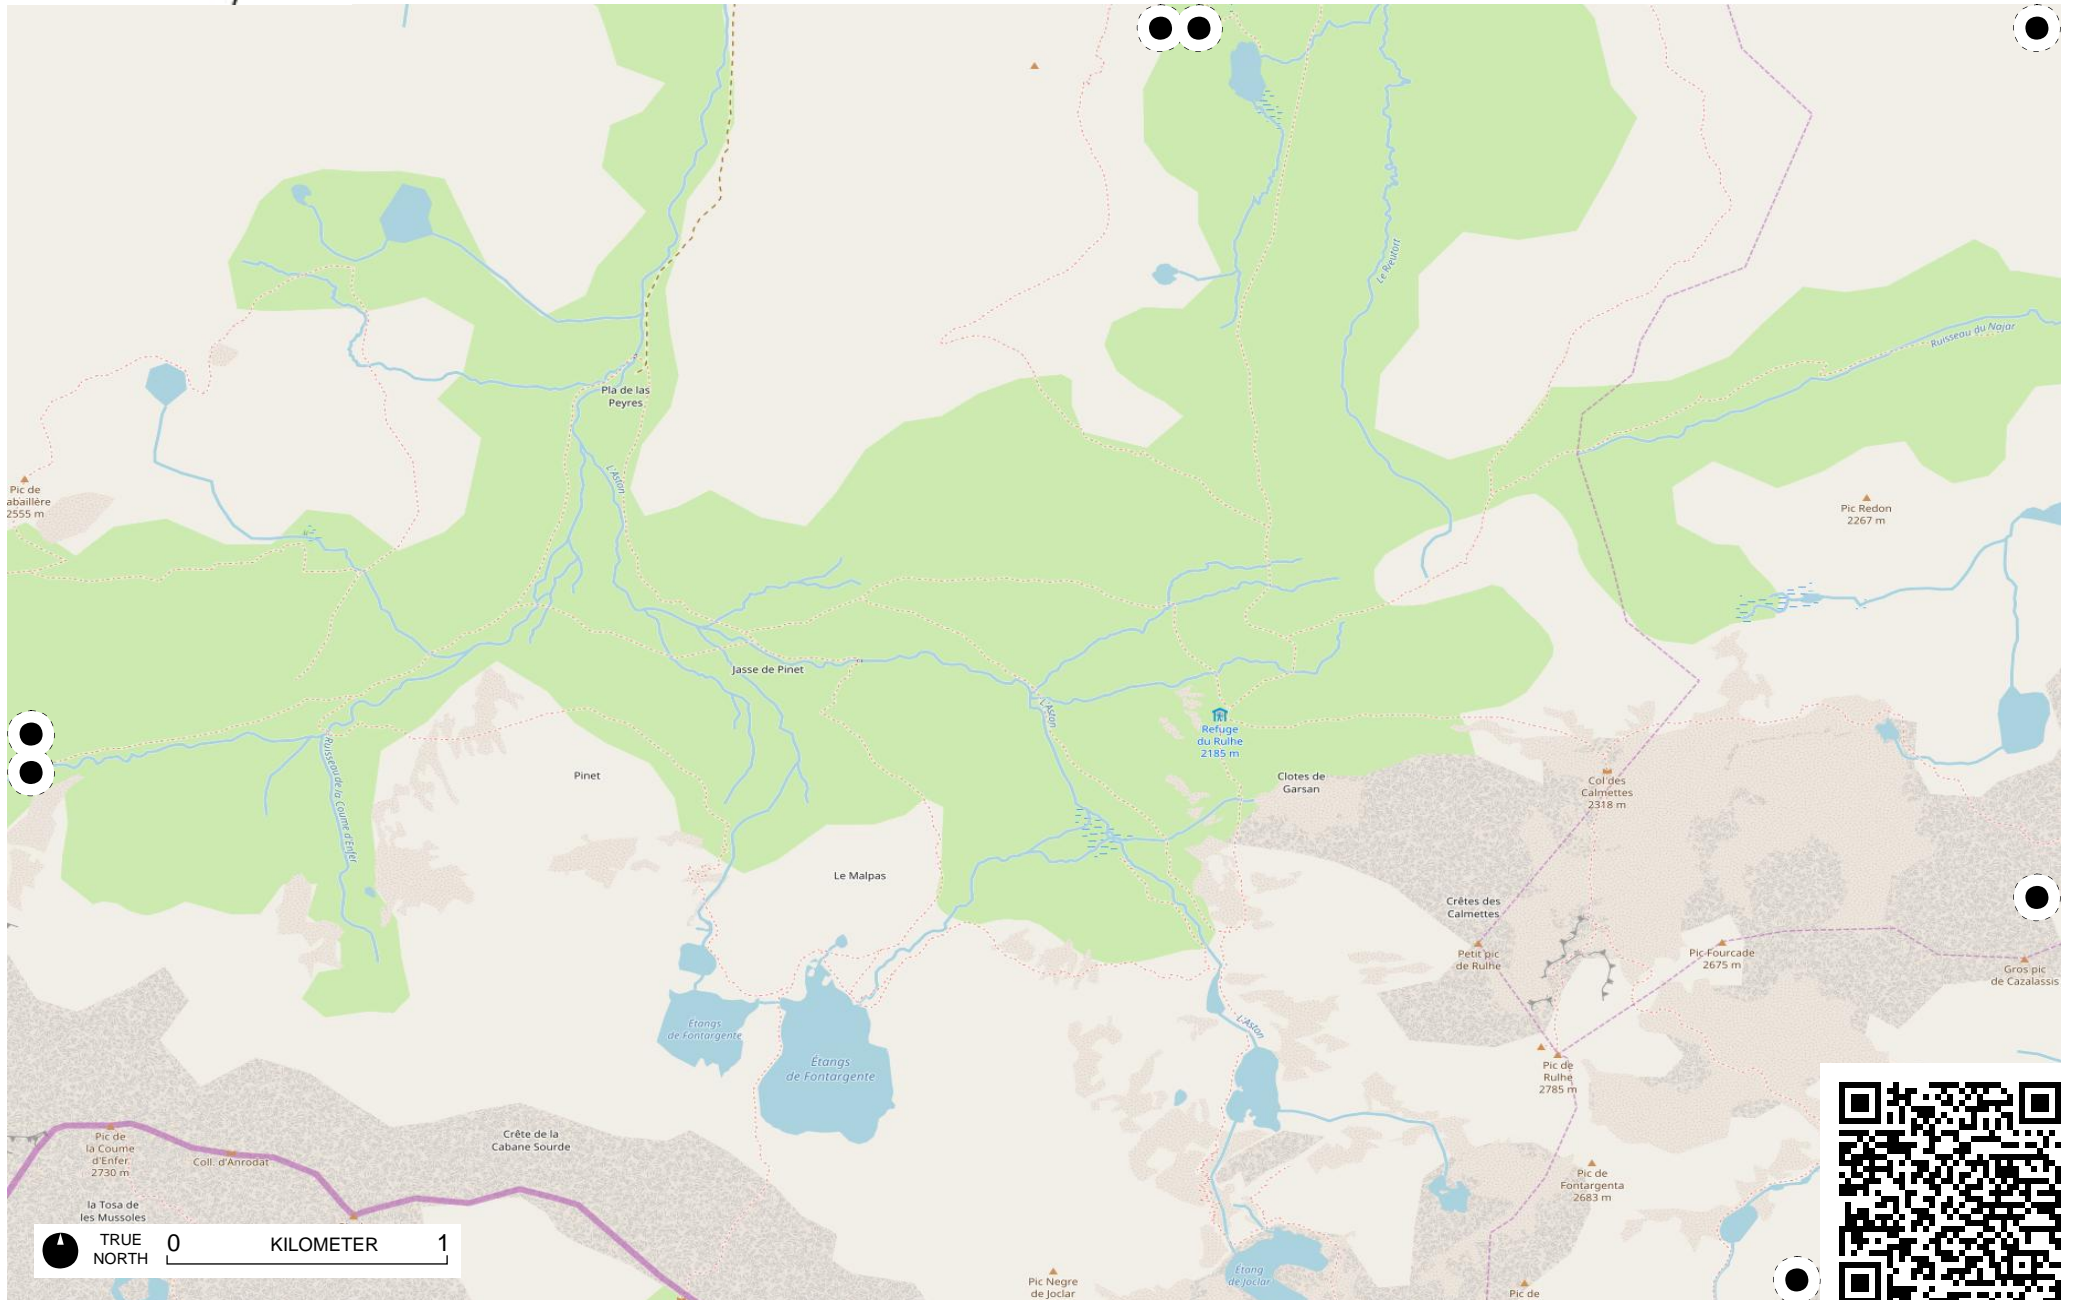 Le Rieutort
Ruisseau du Najar
Pla de las
Peyres
L'Aston
Pic de
abaillère
2555 m
Pic Redon
2267 m
Jasse de Pinet
L'Aston
Refuge
du Rulhe
2185 m
Ruisseau de la Coume d'Enfer
Pinet
Clotes de
Garsan
Col des
Calmettes
2318 m
Le Malpas
Crêtes des
Calmettes
Petit pic
de Rulhe
Pic Fourcade
2675 m
Gros pic
de Cazalassis
Étangs
de Fontargente
Étangs
de Fontargente
L'Aston
Pic de
Rulhe
2785 m
Pic de
la Coume
d'Enfer
2730 m
Coll. d'Anrodat
Crête de la
Cabane Sourde
Pic de
Fontargenta
2683 m
la Tosa de
les Mussoles
TRUE
NORTH
0 KILOMETER 1
Étang
de Joclar
Pic Negre
de Joclar
Pic de